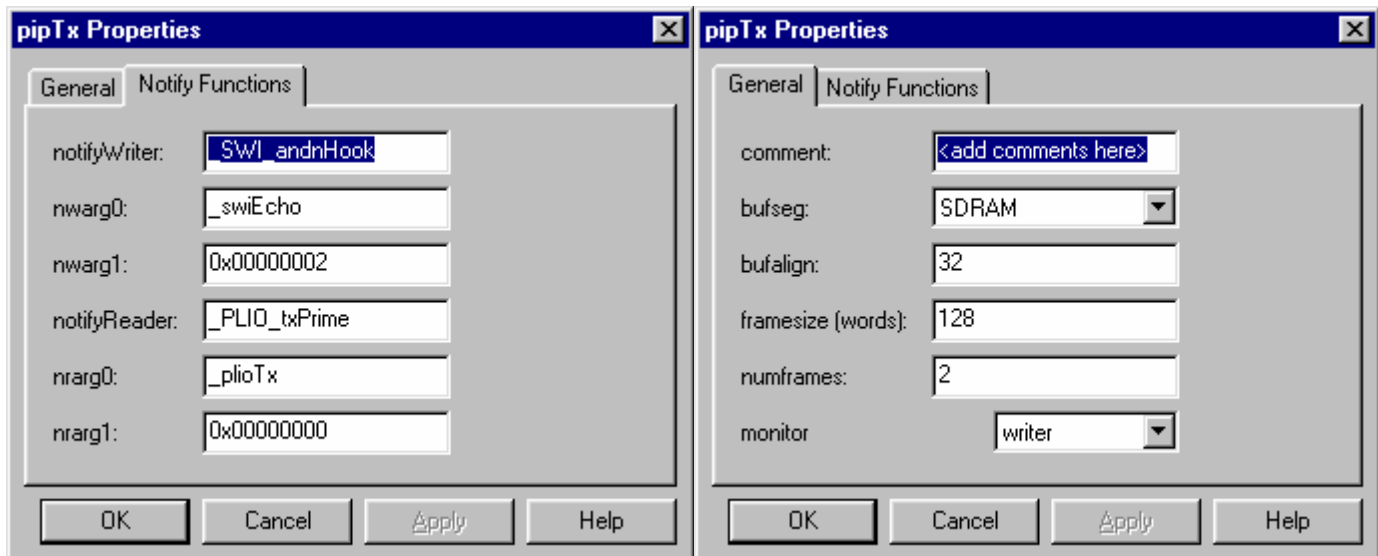 pipTx Properties
General Notify Functions
notifyWriter: _SWI_andnHook
nwarg0: _swiEcho
nwarg1: 0x00000002
notifyReader: _PLIO_txPrime
nrarg0: _plioTx
nrarg1: 0x00000000
OK Cancel Apply Help
pipTx Properties
General Notify Functions
comment: <add comments here>
bufseg: SDRAM
bufalign: 32
framesize (words): 128
numframes: 2
monitor writer
OK Cancel Apply Help